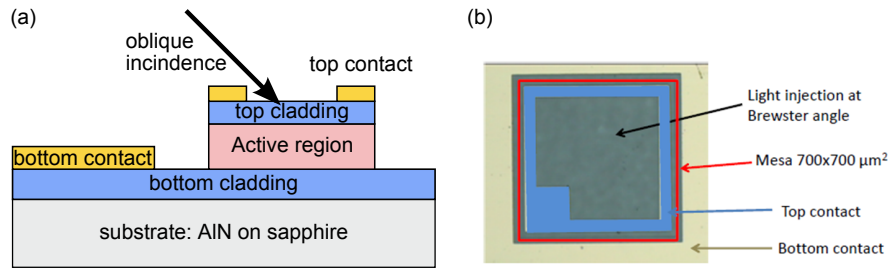 (a)
oblique
incindence
top contact
top cladding
Active region
bottom contact
bottom cladding
substrate: AlN on sapphire
(b)
Light injection at
Brewster angle
Mesa 700x700 µm²
Top contact
Bottom contact